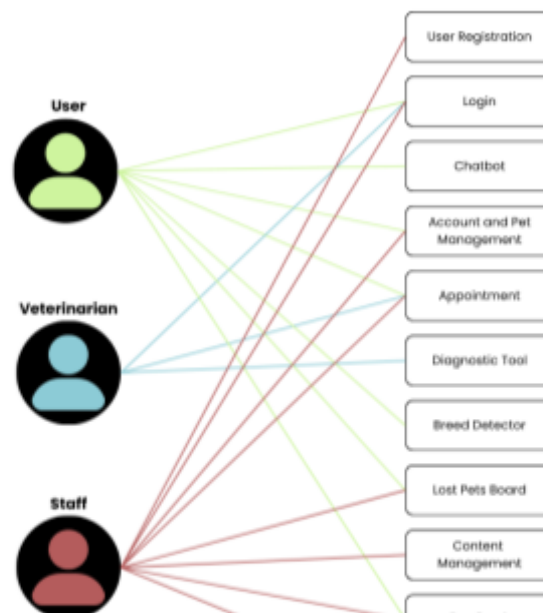 User
Veterinarian
Staff
User Registration
Login
Chatbot
Account and Pet
Management
Appointment
Diagnostic Tool
Breed Detector
Lost Pets Board
Content
Management